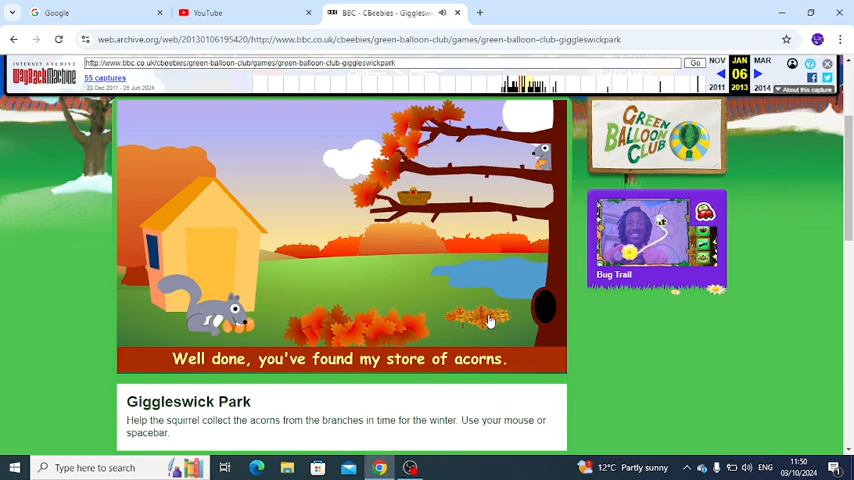 Google
YouTube
BBC - CBeebies - Giggleswi
web.archive.org/web/20130106195420/http://www.bbc.co.uk/cbeebies/green-balloon-club/games/green-balloon-club-giggleswickpark
INTERNET ARCHIVE
WayBackMachine
http://www.bbc.co.uk/cbeebies/green-balloon-club/games/green-balloon-club-giggleswickpark
Go
NOV JAN MAR
55 captures
06
23 Dec 2011 - 25 Jun 2024
2011 2013 2014
About this capture
GREEN
BALLOON
CLUB
Bug Trail
Well done, you've found my store of acorns.
Giggleswick Park
Help the squirrel collect the acorns from the branches in time for the winter. Use your mouse or
spacebar.
Type here to search
12°C Partly sunny
ENG
11:50
03/10/2024